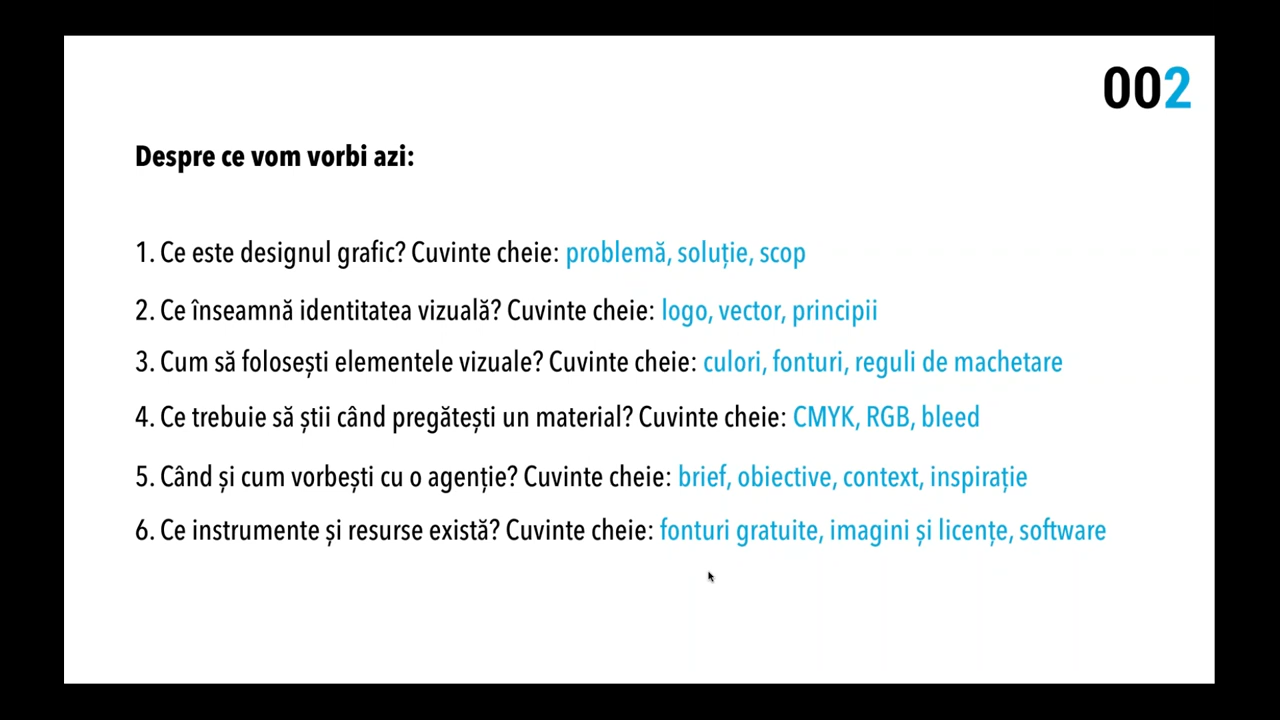 002
Despre ce vom vorbi azi:
1. Ce este designul grafic? Cuvinte cheie: problemă, soluție, scop
2. Ce înseamnă identitatea vizuală? Cuvinte cheie: logo, vector, principii
3. Cum să folosești elementele vizuale? Cuvinte cheie: culori, fonturi, reguli de machetare
4. Ce trebuie să știi când pregătești un material? Cuvinte cheie: CMYK, RGB, bleed
5. Când și cum vorbești cu o agenție? Cuvinte cheie: brief, obiective, context, inspirație
6. Ce instrumente și resurse există? Cuvinte cheie: fonturi gratuite, imagini și licențe, software